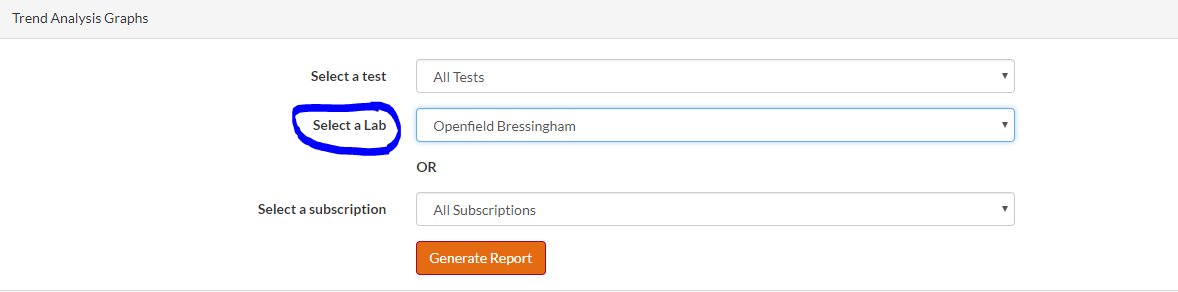 Trend Analysis Graphs
Select a test All Tests
Select a Lab Openfield Bressingham
OR
Select a subscription All Subscriptions
Generate Report